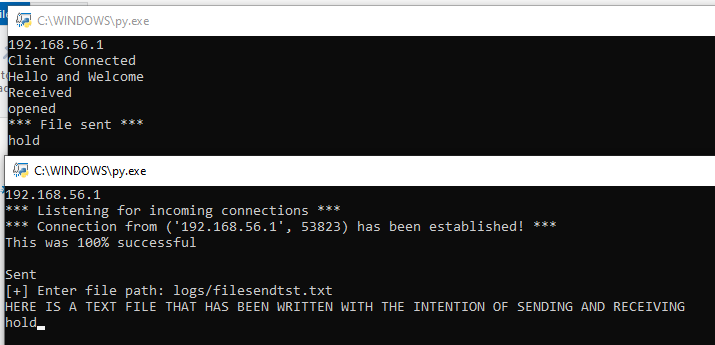 C:\WINDOWS\py.exe
192.168.56.1
Client Connected
Hello and Welcome
Received
opened
*** File sent ***
hold
C:\WINDOWS\py.exe
192.168.56.1
*** Listening for incoming connections ***
*** Connection from ('192.168.56.1', 53823) has been established! ***
This was 100% successful
Sent
[+] Enter file path: logs/filesendtst.txt
HERE IS A TEXT FILE THAT HAS BEEN WRITTEN WITH THE INTENTION OF SENDING AND RECEIVING
hold